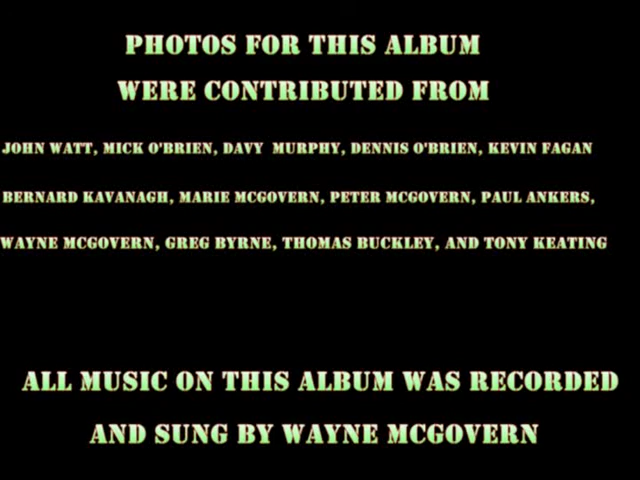 PHOTOS FOR THIS ALBUM
WERE CONTRIBUTED FROM
JOHN WATT, MICK O'BRIEN, DAVY MURPHY, DENNIS O'BRIEN, KEVIN FAGAN
BERNARD KAVANAGH, MARIE MCGOVERN, PETER MCGOVERN, PAUL ANKERS,
WAYNE MCGOVERN, GREG BYRNE, THOMAS BUCKLEY, AND TONY KEATING
ALL MUSIC ON THIS ALBUM WAS RECORDED
AND SUNG BY WAYNE MCGOVERN